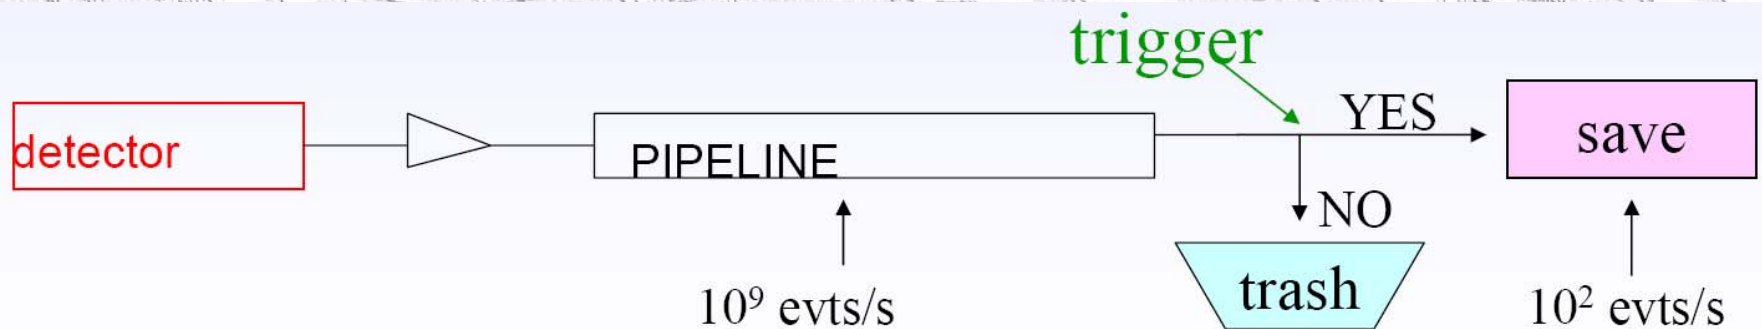 trigger
detector
PIPELINE
YES
save
NO
trash
10⁹ evts/s
10² evts/s